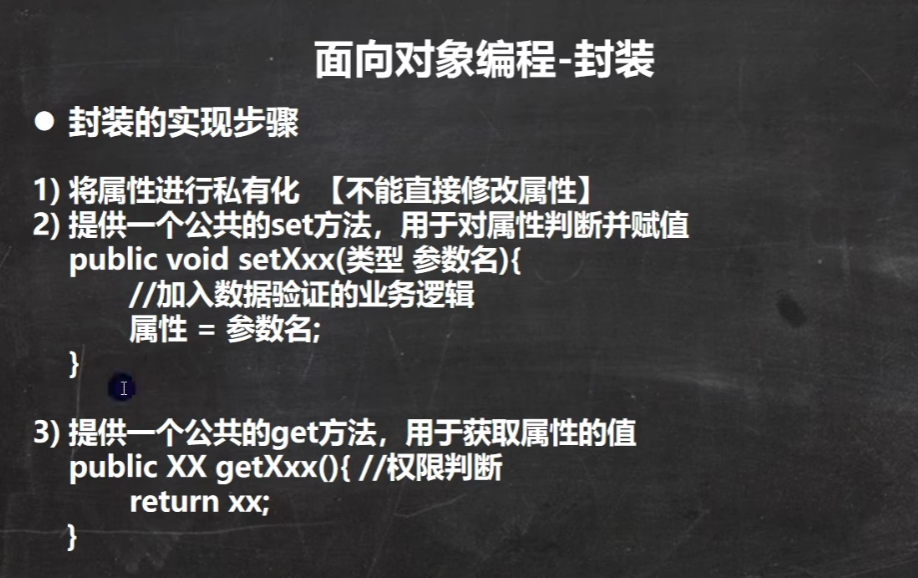 面向对象编程-封装
● 封装的实现步骤
1) 将属性进行私有化 【不能直接修改属性】
2) 提供一个公共的set方法，用于对属性判断并赋值
public void setXxx(类型 参数名){
//加入数据验证的业务逻辑
属性 = 参数名;
}
3) 提供一个公共的get方法，用于获取属性的值
public XX getXxx(){ //权限判断
return xx;
}